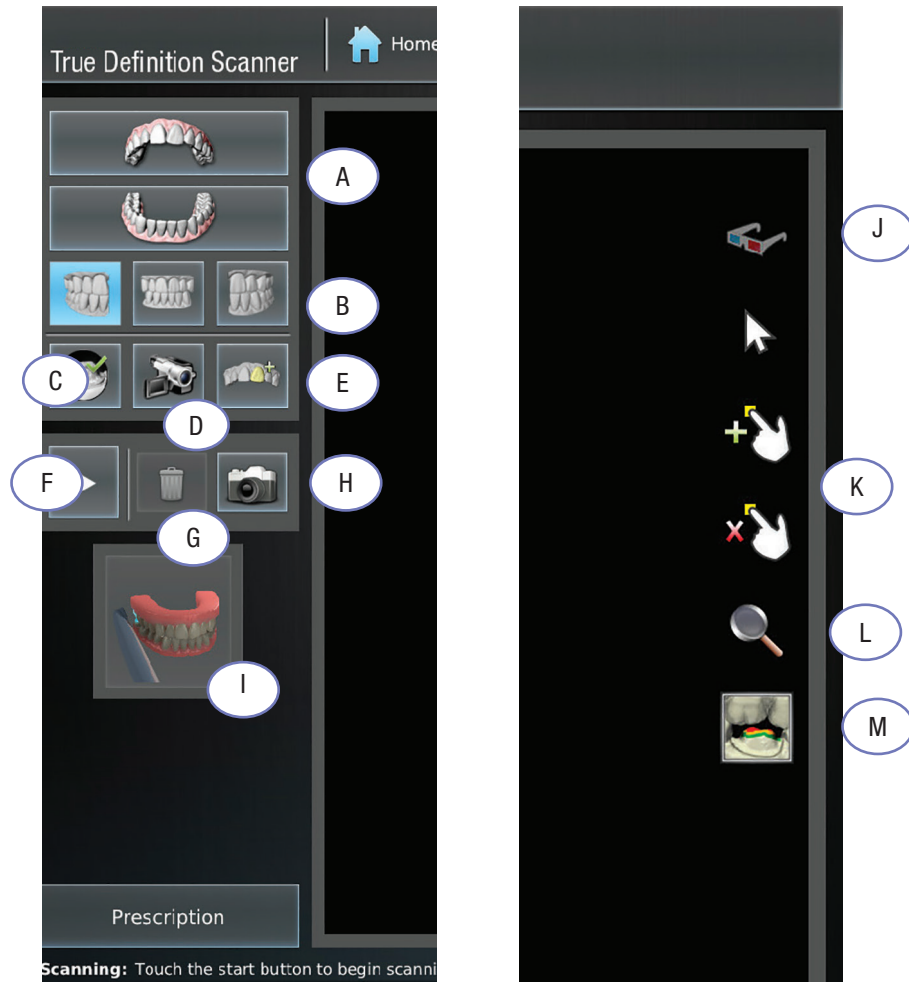 True Definition Scanner
Home
A
B
C
E
D
F
H
G
I
Prescription
Scanning: Touch the start button to begin scanni
J
K
L
M